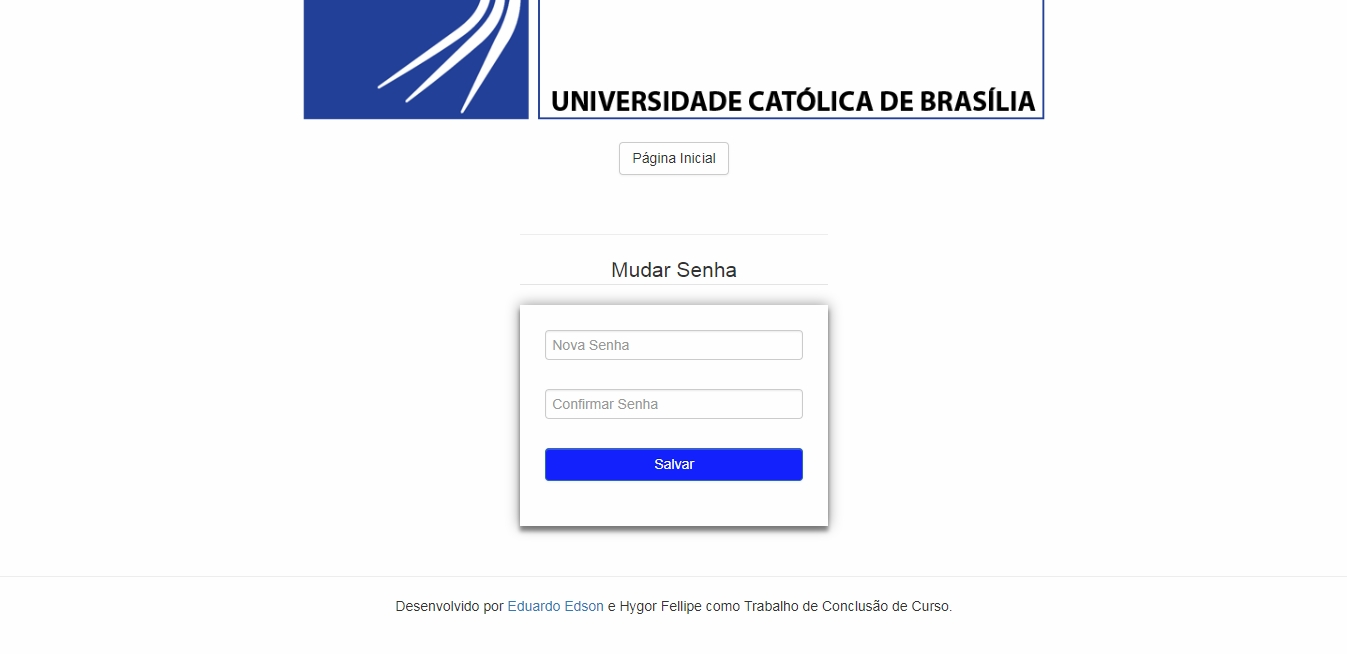 UNIVERSIDADE CATÓLICA DE BRASÍLIA
Página Inicial
Mudar Senha
Nova Senha
Confirmar Senha
Salvar
Desenvolvido por Eduardo Edson e Hygor Fellipe como Trabalho de Conclusão de Curso.